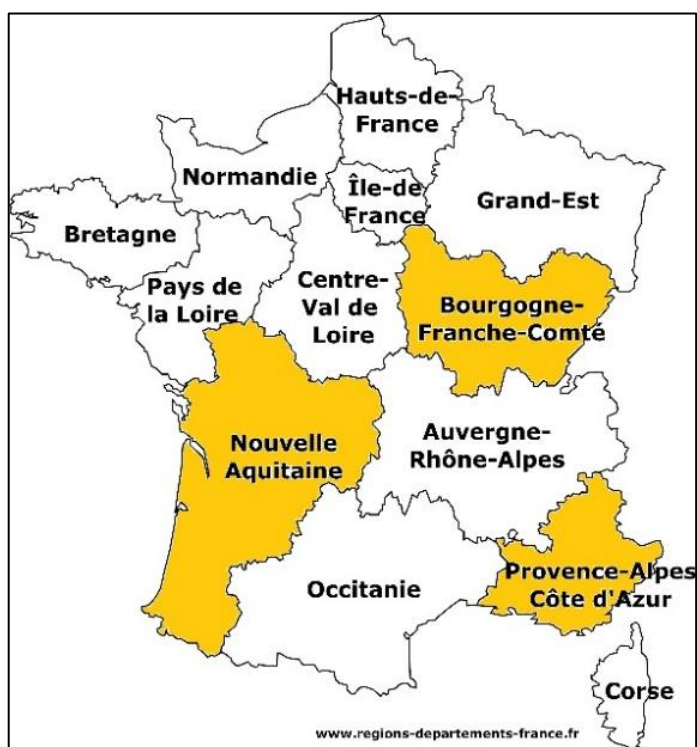 Hauts-de-
France
Normandie
Île-de
France
Grand-Est
Bretagne
Pays de
la Loire
Centre-
Val de
Loire
Bourgogne-
Franche-Comté
Nouvelle
Aquitaine
Auvergne-
Rhône-Alpes
Occitanie
Provence-Alpes
Côte d'Azur
Corse
www.regions-departements-france.fr